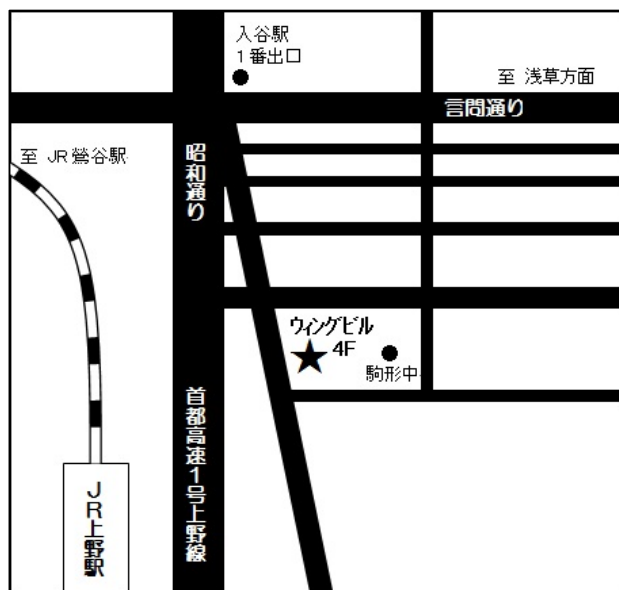 入谷駅
1番出口
至 浅草方面
言問通り
至 JR鶯谷駅
昭和通り
ウィングビル
4F
駒形中
首都高速1号上野線
JR上野駅